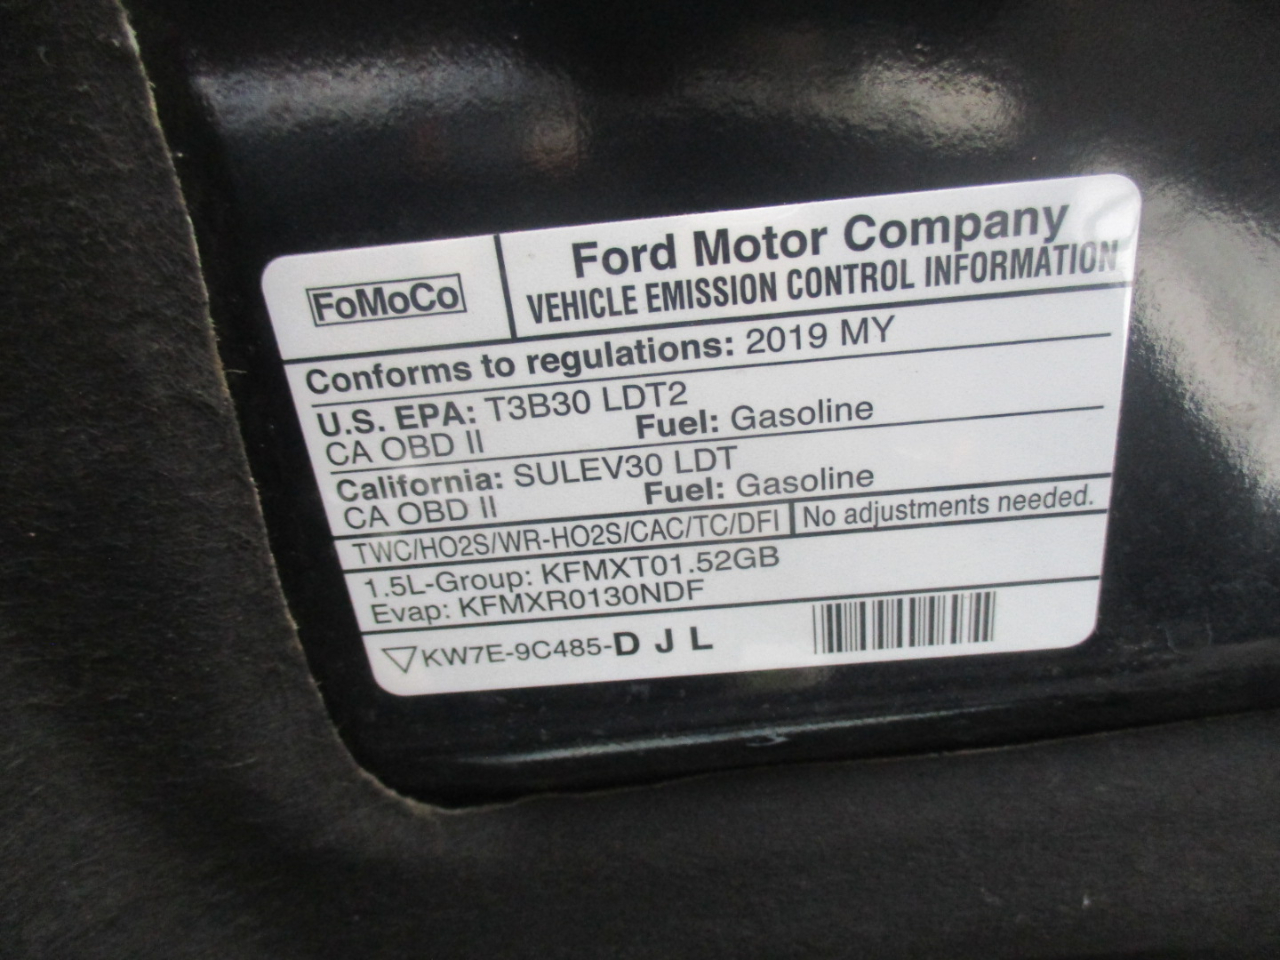 FoMoCo
Ford Motor Company
VEHICLE EMISSION CONTROL INFORMATION
Conforms to regulations: 2019 MY
U.S. EPA: T3B30 LDT2
CA OBD II Fuel: Gasoline
California: SULEV30 LDT
CA OBD II Fuel: Gasoline
TWC/HO2S/WR-HO2S/CAC/TC/DFI No adjustments needed.
1.5L-Group: KFMXT01.52GB
Evap: KFMXR0130NDF
KW7E-9C485-D J L